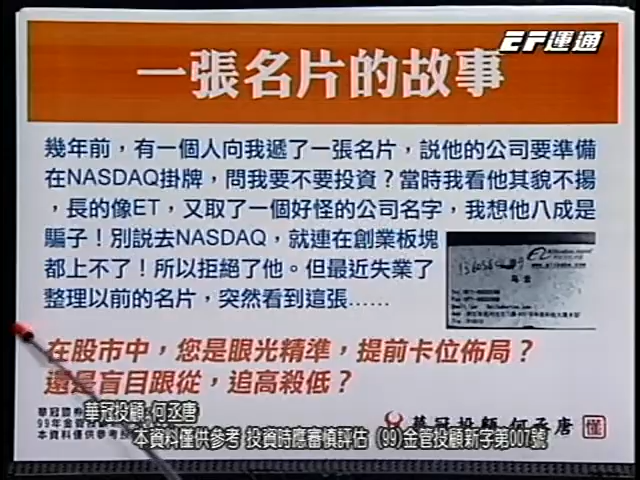 EF運通
一張名片的故事
幾年前，有一個人向我遞了一張名片，說他的公司要準備
在NASDAQ掛牌，問我要不要投資？當時我看他其貌不揚
，長的像ET，又取了一個好怪的公司名字，我想他八成是
騙子！別說去NASDAQ，就連在創業板塊
都上不了！所以拒絕了他。但最近失業了
整理以前的名片，突然看到這張……
在股市中，您是眼光精準，提前卡位佈局？
還是盲目跟從，追高殺低？
華冠投顧 何丞唐
本資料僅供參考 投資時應審慎評估 (99)金管投顧新字第007號
華冠投顧 何丞唐 懂